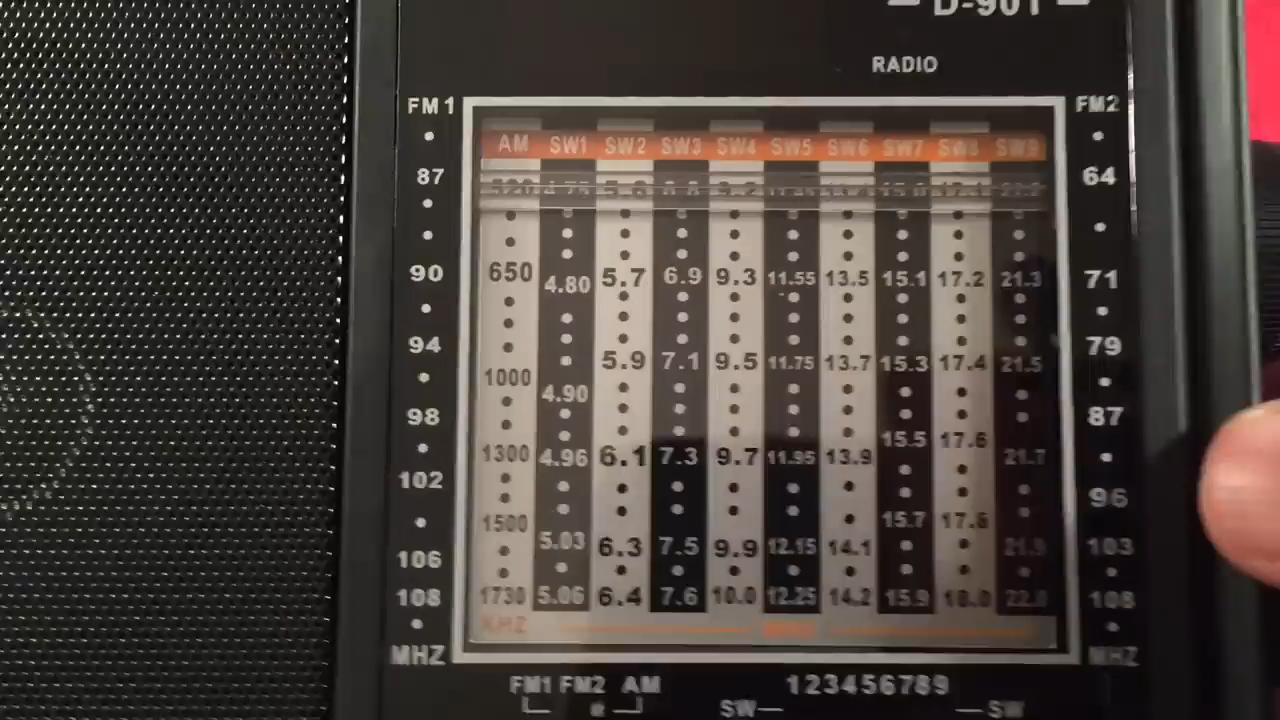 D-901
RADIO
FM1 FM2
AM SW1 SW2 SW3 SW4 SW5 SW6 SW7 SW8 SW9
87 64
90 650 4.80 5.7 6.9 9.3 11.55 13.5 15.1 17.2 21.3 71
94 5.9 7.1 9.5 11.75 13.7 15.3 17.4 21.5 79
1000 4.90
98 15.5 17.6 87
1300 4.96 6.1 7.3 9.7 11.95 13.9 21.7
102 96
1500 5.03 15.7
106 6.3 7.5 9.9 12.15 14.1 21.9 103
108 1730 5.06 6.4 7.6 10.0 12.25 14.2 15.9 18.0 22.0 108
KHZ
MHZ MHZ
FM1 FM2 AM 123456789
SW SW